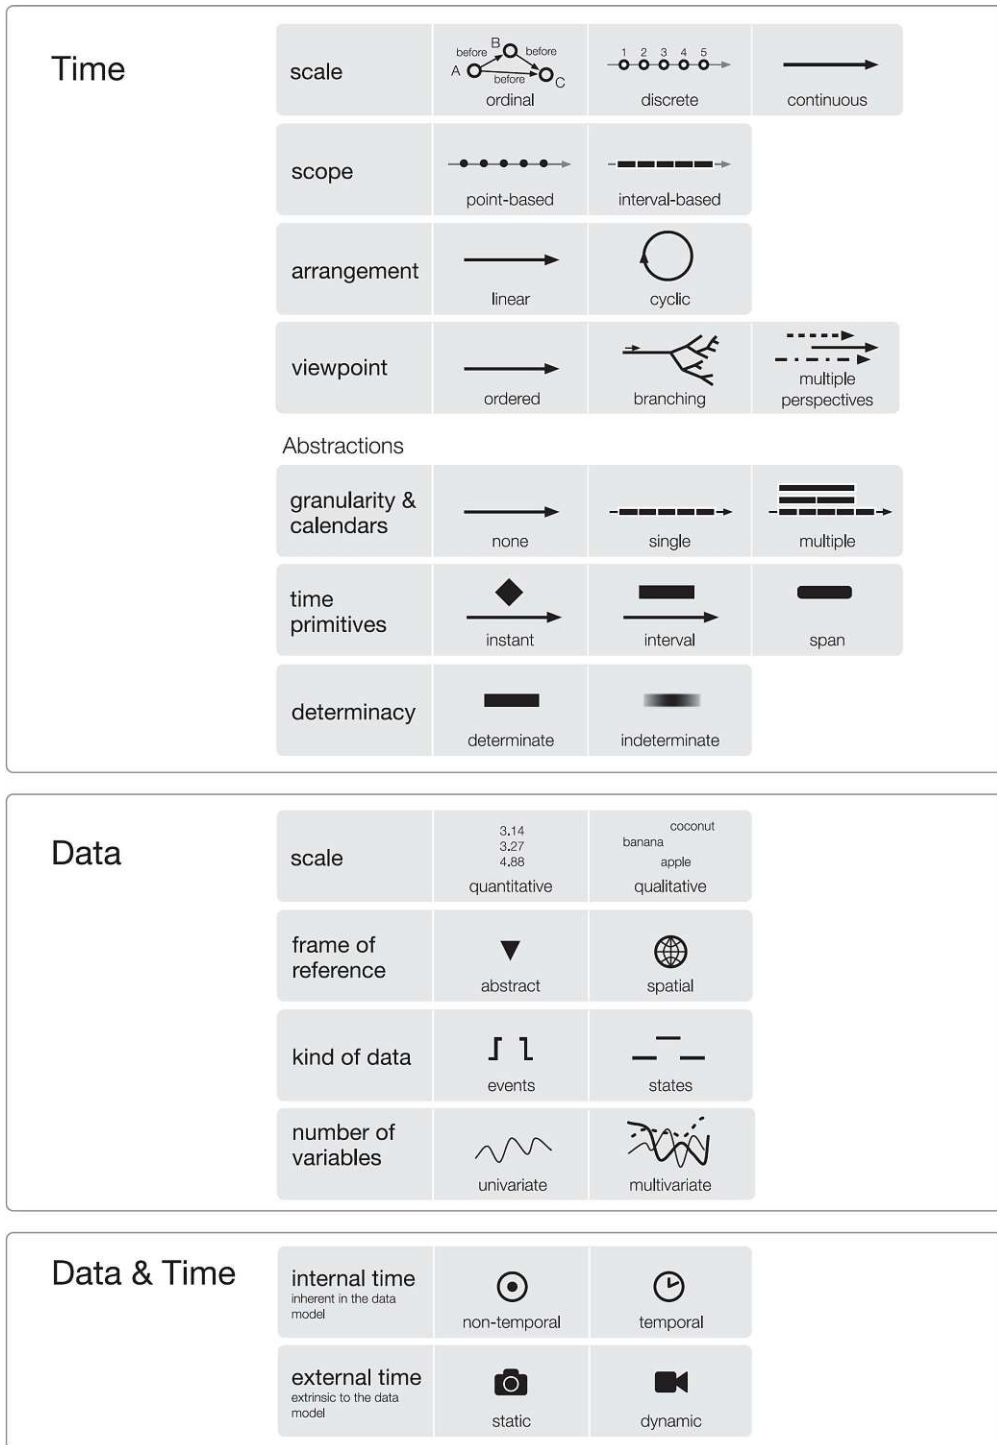 Time
scale
before
B
before
A
before
C
ordinal
1 2 3 4 5
discrete
continuous
scope
point-based
interval-based
arrangement
linear
cyclic
viewpoint
ordered
branching
multiple
perspectives
Abstractions
granularity &
calendars
none
single
multiple
time
primitives
instant
interval
span
determinacy
determinate
indeterminate
Data
scale
3.14
3.27
4.88
quantitative
coconut
banana
apple
qualitative
frame of
reference
abstract
spatial
kind of data
events
states
number of
variables
univariate
multivariate
Data & Time
internal time
inherent in the data
model
non-temporal
temporal
external time
extrinsic to the data
model
static
dynamic